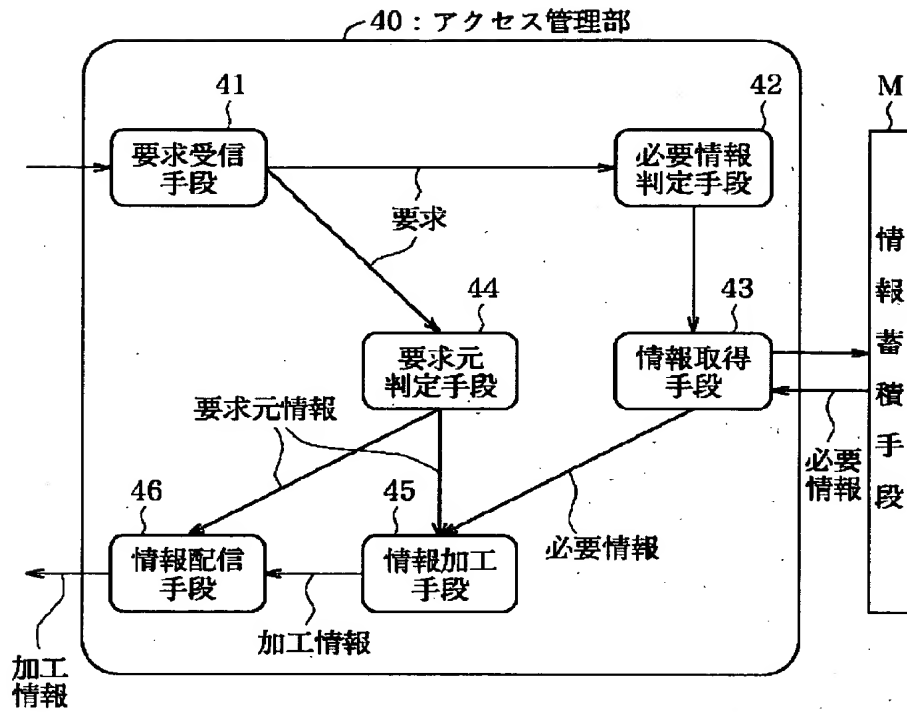 40：アクセス管理部
41
要求受信
手段
42
必要情報
判定手段
M
情報蓄積手段
要求
44
要求元
判定手段
43
情報取得
手段
要求元情報
必要
情報
46
情報配信
手段
45
情報加工
手段
必要情報
加工情報
加工
情報